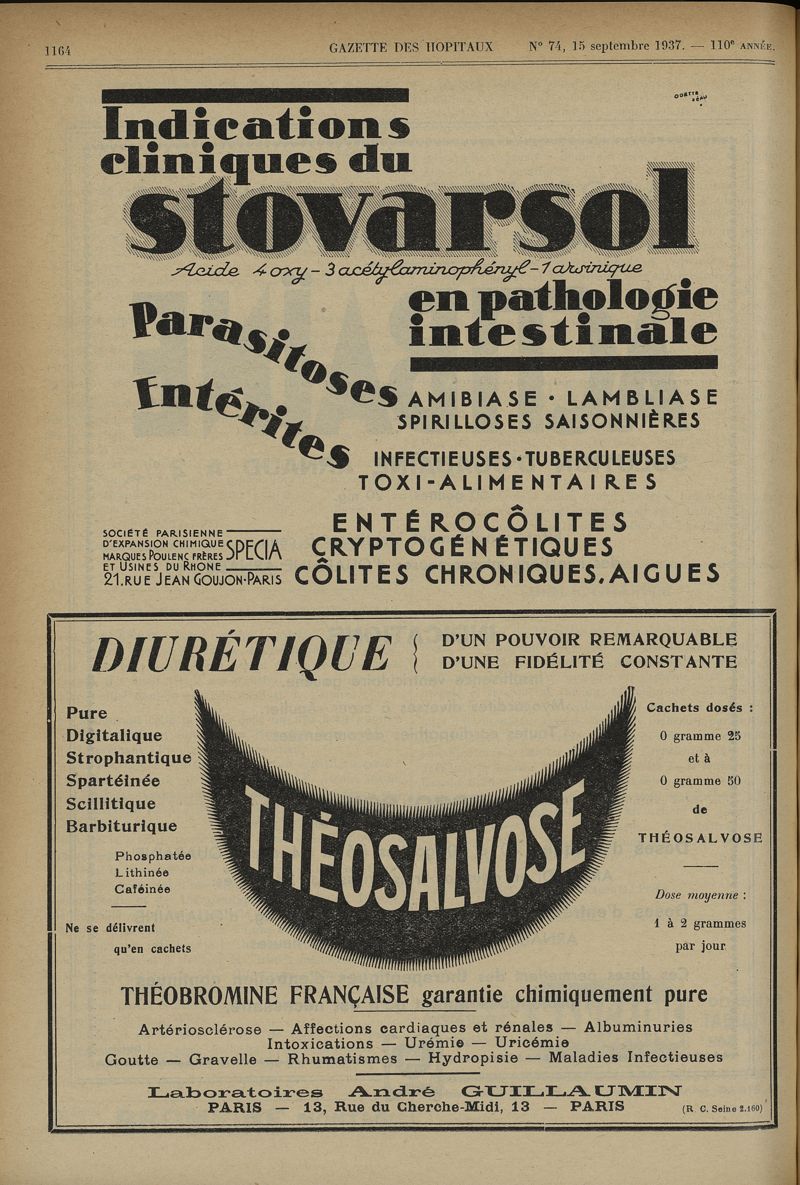 1164
GAZETTE DES HOPITAUX
N° 74, 15 septembre 1937. — 110e ANNÉE.
Indications
cliniques du
stovarsol
Acide 4 oxy - 3 acétylaminophényl - 1 arsinique
en pathologie
intestinale
Parasitoses
AMIBIASE • LAMBLIASE
SPIRILLOSES SAISONNIÈRES
Entérites
INFECTIEUSES • TUBERCULEUSES
TOXI-ALIMENTAIRES
ENTÉROCÔLITES
CRYPTOGÉNÉTIQUES
CÔLITES CHRONIQUES. AIGUES
SOCIÉTÉ PARISIENNE
D'EXPANSION CHIMIQUE
SPECIA
MARQUES POULENC FRÈRES
ET USINES DU RHONE
21. RUE JEAN GOUJON-PARIS
DIURÉTIQUE
D'UN POUVOIR REMARQUABLE
D'UNE FIDÉLITÉ CONSTANTE
Pure
Digitalique
Strophantique
Spartéinée
Scillitique
Barbiturique
Phosphatée
Lithinée
Caféinée
Ne se délivrent
qu'en cachets
THÉOSALVOSE
Cachets dosés :
0 gramme 25
et à
0 gramme 50
de
THÉOSALVOSE
Dose moyenne :
1 à 2 grammes
par jour
THÉOBROMINE FRANÇAISE garantie chimiquement pure
Artériosclérose — Affections cardiaques et rénales — Albuminuries
Intoxications — Urémie — Uricémie
Goutte — Gravelle — Rhumatismes — Hydropisie — Maladies Infectieuses
Laboratoires André GUILLAUMIN
PARIS — 13, Rue du Cherche-Midi, 13 — PARIS
(R. C. Seine 2.160)